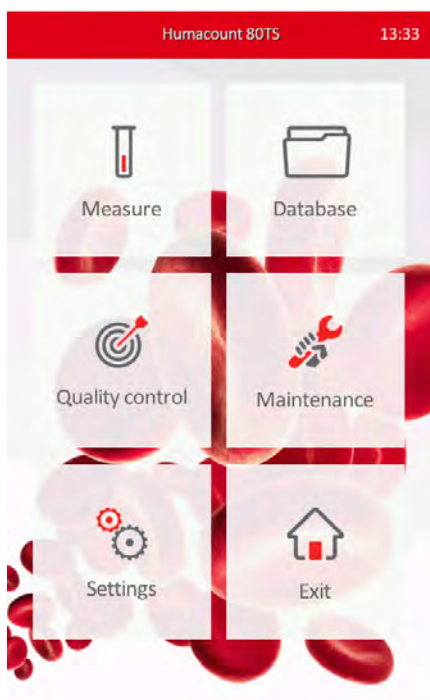 Humacount 80TS 13:33
Measure Database
Quality control Maintenance
Settings Exit